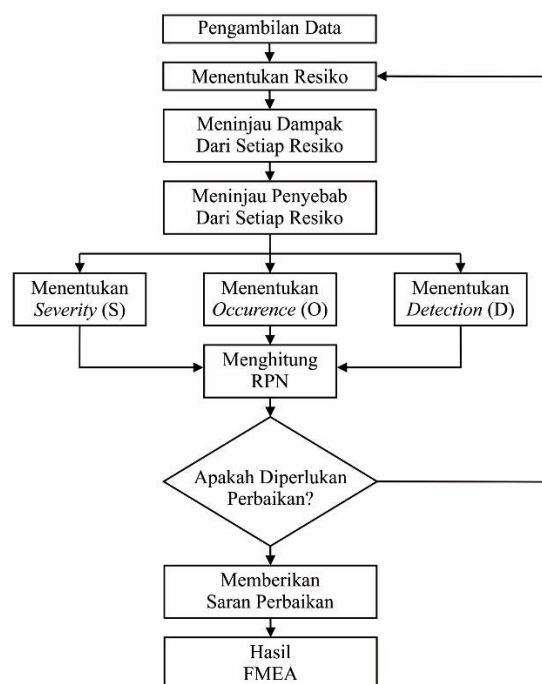 Pengambilan Data
Menentukan Resiko
Meninjau Dampak
Dari Setiap Resiko
Meninjau Penyebab
Dari Setiap Resiko
Menentukan
Severity (S)
Menentukan
Occurence (O)
Menentukan
Detection (D)
Menghitung
RPN
Apakah Diperlukan
Perbaikan?
Memberikan
Saran Perbaikan
Hasil
FMEA